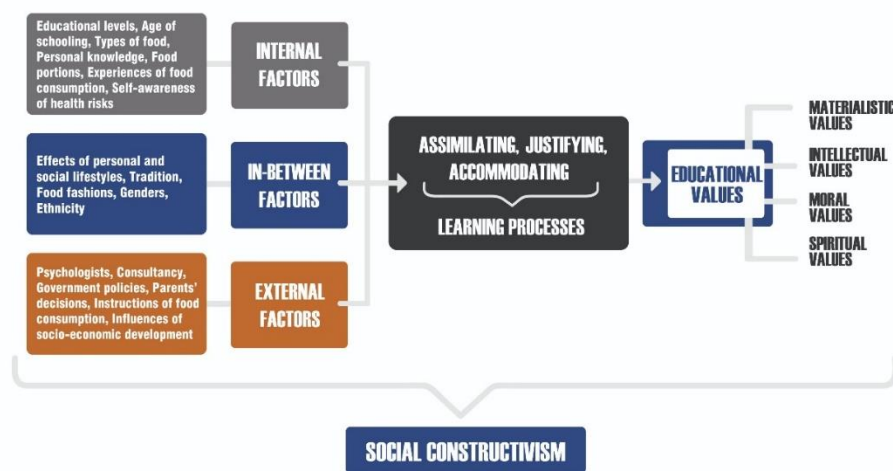 Educational levels, Age of
schooling, Types of food,
Personal knowledge, Food
portions, Experiences of food
consumption, Self-awareness
of health risks
INTERNAL
FACTORS
Effects of personal and
social lifestyles, Tradition,
Food fashions, Genders,
Ethnicity
IN-BETWEEN
FACTORS
Psychologists, Consultancy,
Government policies, Parents'
decisions, Instructions of food
consumption, Influences of
socio-economic development
EXTERNAL
FACTORS
ASSIMILATING, JUSTIFYING,
ACCOMMODATING
LEARNING PROCESSES
EDUCATIONAL
VALUES
MATERIALISTIC
VALUES
INTELLECTUAL
VALUES
MORAL
VALUES
SPIRITUAL
VALUES
SOCIAL CONSTRUCTIVISM